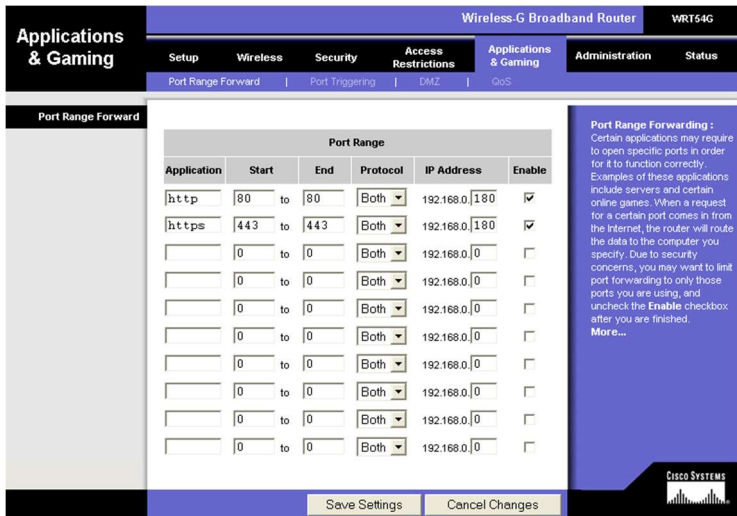 Wireless-G Broadband Router WRT54G
Applications & Gaming
Setup Wireless Security Access Restrictions Applications & Gaming Administration Status
Port Range Forward | Port Triggering | DMZ | QoS
Port Range Forward
Port Range
Application Start End Protocol IP Address Enable
http 80 to 80 Both 192.168.0.180
https 443 to 443 Both 192.168.0.180
0 to 0 Both 192.168.0.0
0 to 0 Both 192.168.0.0
0 to 0 Both 192.168.0.0
0 to 0 Both 192.168.0.0
0 to 0 Both 192.168.0.0
0 to 0 Both 192.168.0.0
0 to 0 Both 192.168.0.0
0 to 0 Both 192.168.0.0
Port Range Forwarding :
Certain applications may require
to open specific ports in order
for it to function correctly.
Examples of these applications
include servers and certain
online games. When a request
for a certain port comes in from
the Internet, the router will route
the data to the computer you
specify. Due to security
concerns, you may want to limit
port forwarding to only those
ports you are using, and
uncheck the Enable checkbox
after you are finished.
More...
Save Settings Cancel Changes
CISCO SYSTEMS